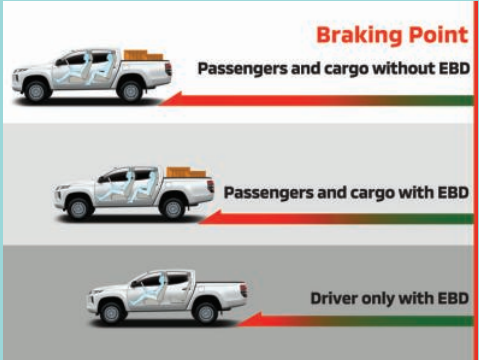 Braking Point
Passengers and cargo without EBD
Passengers and cargo with EBD
Driver only with EBD